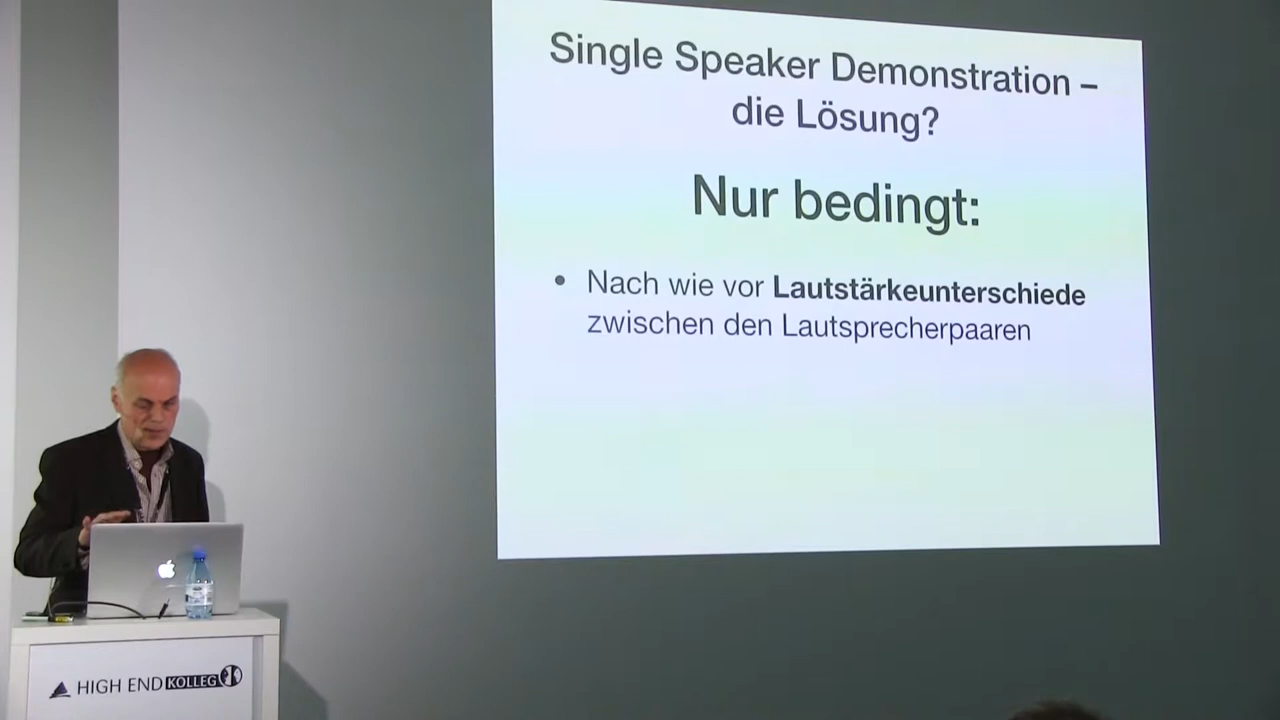 Single Speaker Demonstration –
die Lösung?
Nur bedingt:
• Nach wie vor Lautstärkeunterschiede
zwischen den Lautsprecherpaaren
HIGH END KOLLEG